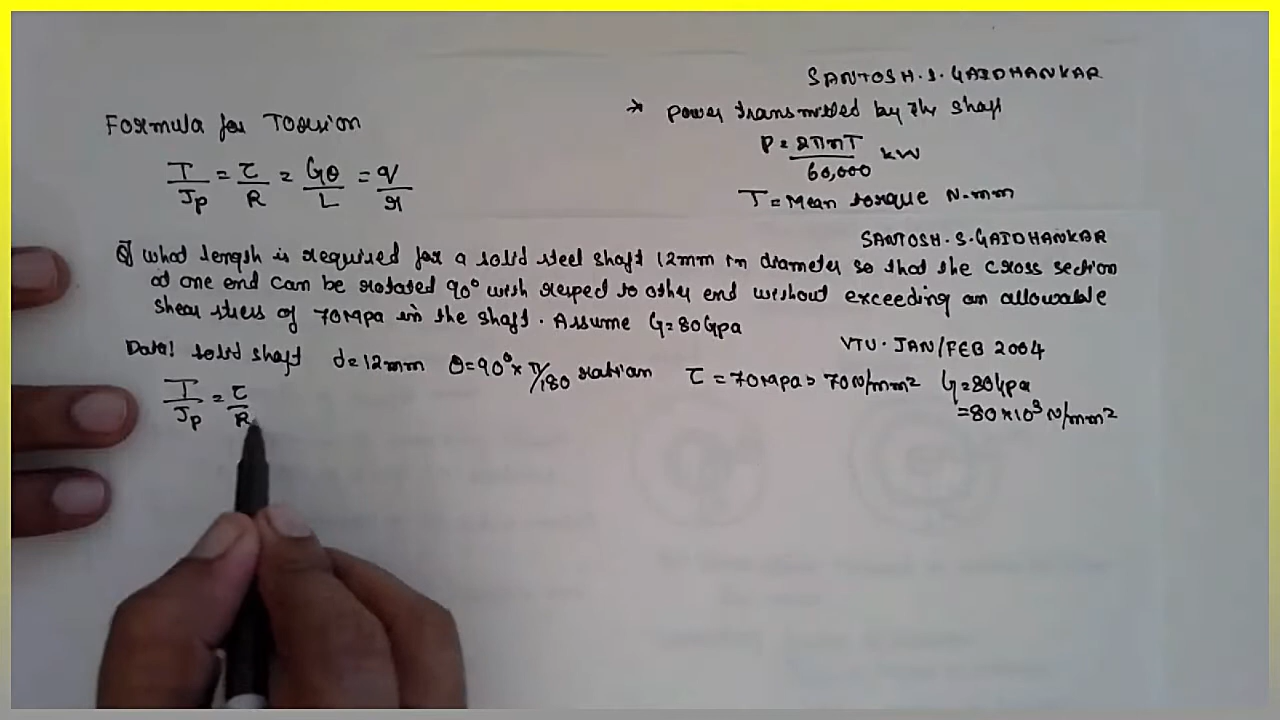 SANTOSH.S.GAIDHANKAR
Formula for Torsion
* Power transmitted by the shaft
T/Jp = τ/R = Gθ/L = q/r
P = 2πnT/60,000 kW
T = Mean torque N-mm
SANTOSH.S.GAIDHANKAR
Q] What length is required for a solid steel shaft 12mm in diameter so that the cross section
at one end can be rotated 90° with respect to other end without exceeding an allowable
shear stress of 70Mpa in the shaft. Assume G=80Gpa
VTU. JAN/FEB 2004
Data: solid shaft d=12mm θ=90°×π/180 radian τ=70Mpa= 70N/mm² G=80Gpa
=80×10³ N/mm²
T/Jp = τ/R